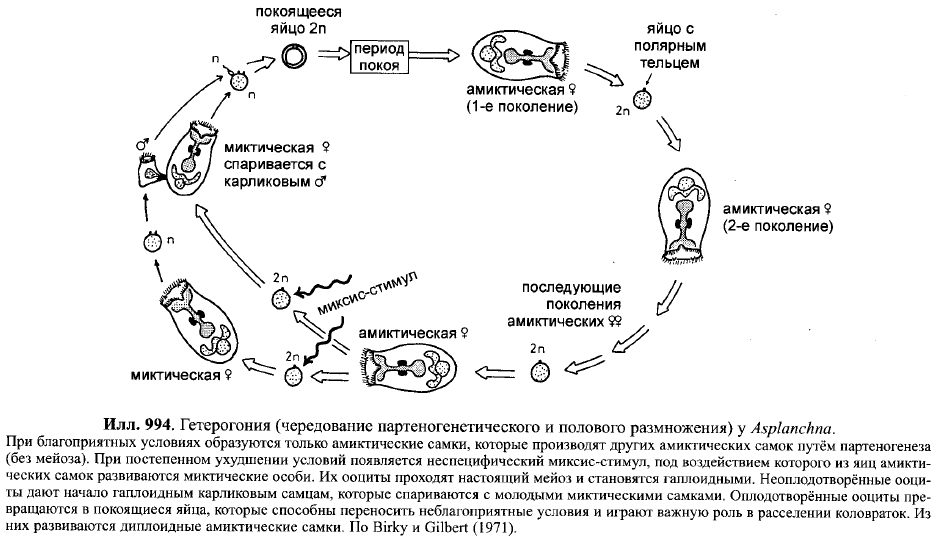 покоящееся
яйцо 2n
период
покоя
амиктическая ♀
(1-е поколение)
яйцо с
полярным
тельцем
2n
амиктическая ♀
(2-е поколение)
последующие
поколения
амиктических ♀♀
2n
амиктическая ♀
миксис-стимул
2n
2n
миктическая ♀
n
♂
миктическая ♀
спаривается с
карликовым ♂
n
n
Илл. 994. Гетерогония (чередование партеногенетического и полового размножения) у Asplanchna.
При благоприятных условиях образуются только амиктические самки, которые производят других амиктических самок путём партеногенеза
(без мейоза). При постепенном ухудшении условий появляется неспецифический миксис-стимул, под воздействием которого из яиц амикти-
ческих самок развиваются миктические особи. Их ооциты проходят настоящий мейоз и становятся гаплоидными. Неоплодотворённые ооци-
ты дают начало гаплоидным карликовым самцам, которые спариваются с молодыми миктическими самками. Оплодотворённые ооциты пре-
вращаются в покоящиеся яйца, которые способны переносить неблагоприятные условия и играют важную роль в расселении коловраток. Из
них развиваются диплоидные амиктические самки. По Birky и Gilbert (1971).